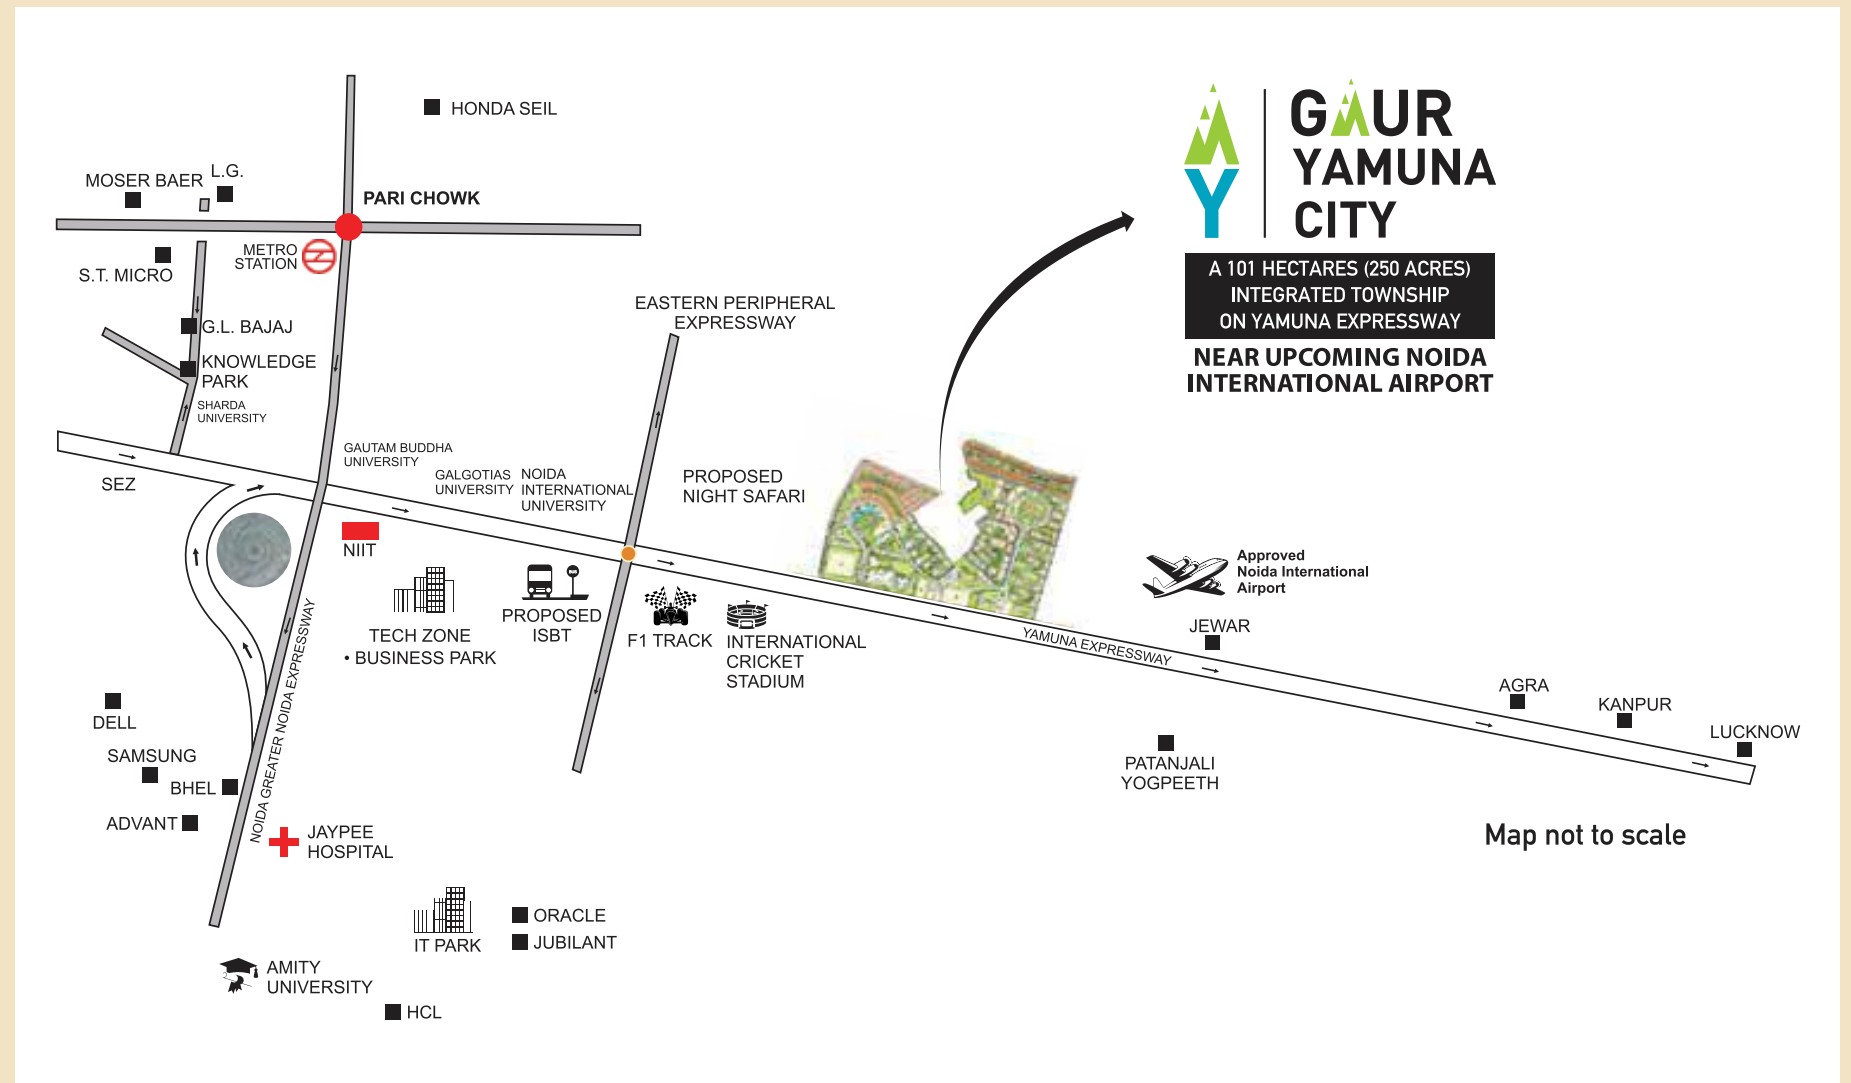 HONDA SEIL
L.G.
MOSER BAER
PARI CHOWK
METRO
STATION
S.T. MICRO
G.L. BAJAJ
KNOWLEDGE
PARK
SHARDA
UNIVERSITY
SEZ
GAUTAM BUDDHA
UNIVERSITY
GALGOTIAS
UNIVERSITY
NOIDA
INTERNATIONAL
UNIVERSITY
EASTERN PERIPHERAL
EXPRESSWAY
PROPOSED
NIGHT SAFARI
GAUR
YAMUNA
CITY
A 101 HECTARES (250 ACRES)
INTEGRATED TOWNSHIP
ON YAMUNA EXPRESSWAY
NEAR UPCOMING NOIDA
INTERNATIONAL AIRPORT
NIIT
TECH ZONE
• BUSINESS PARK
BUS
PROPOSED
ISBT
F1 TRACK
INTERNATIONAL
CRICKET
STADIUM
YAMUNA EXPRESSWAY
Approved
Noida International
Airport
JEWAR
AGRA
KANPUR
LUCKNOW
PATANJALI
YOGPEETH
NOIDA GREATER NOIDA EXPRESSWAY
DELL
SAMSUNG
BHEL
ADVANT
JAYPEE
HOSPITAL
IT PARK
ORACLE
JUBILANT
AMITY
UNIVERSITY
HCL
Map not to scale